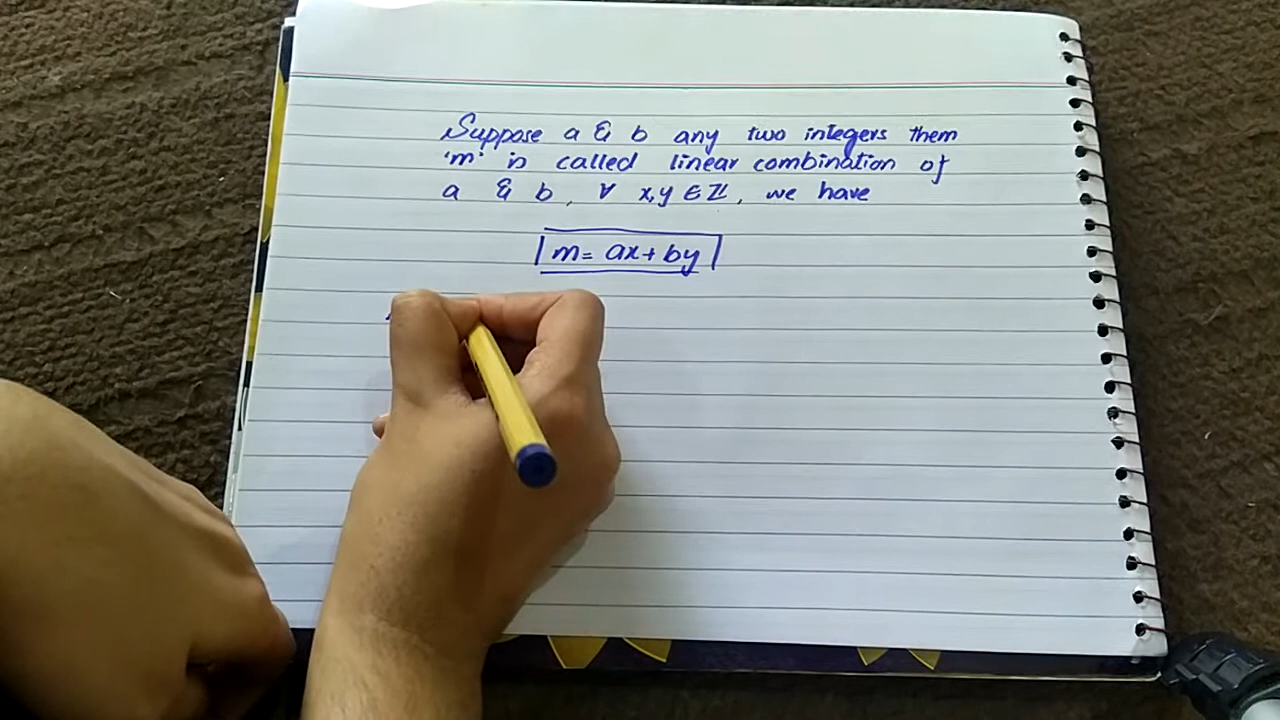 Suppose a & b any two integers them
'm' is called linear combination of
a & b, ∀ x,y ∈ ℤ, we have
m = ax + by